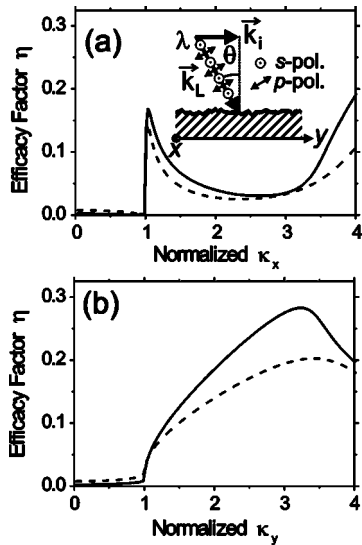 (a)
λ
k_i
θ
s-pol.
p-pol.
k_L
x
y
Efficacy Factor η
0.3
0.2
0.1
0.0
0 1 2 3 4
Normalized κ_x
(b)
Efficacy Factor η
0.3
0.2
0.1
0.0
0 1 2 3 4
Normalized κ_y